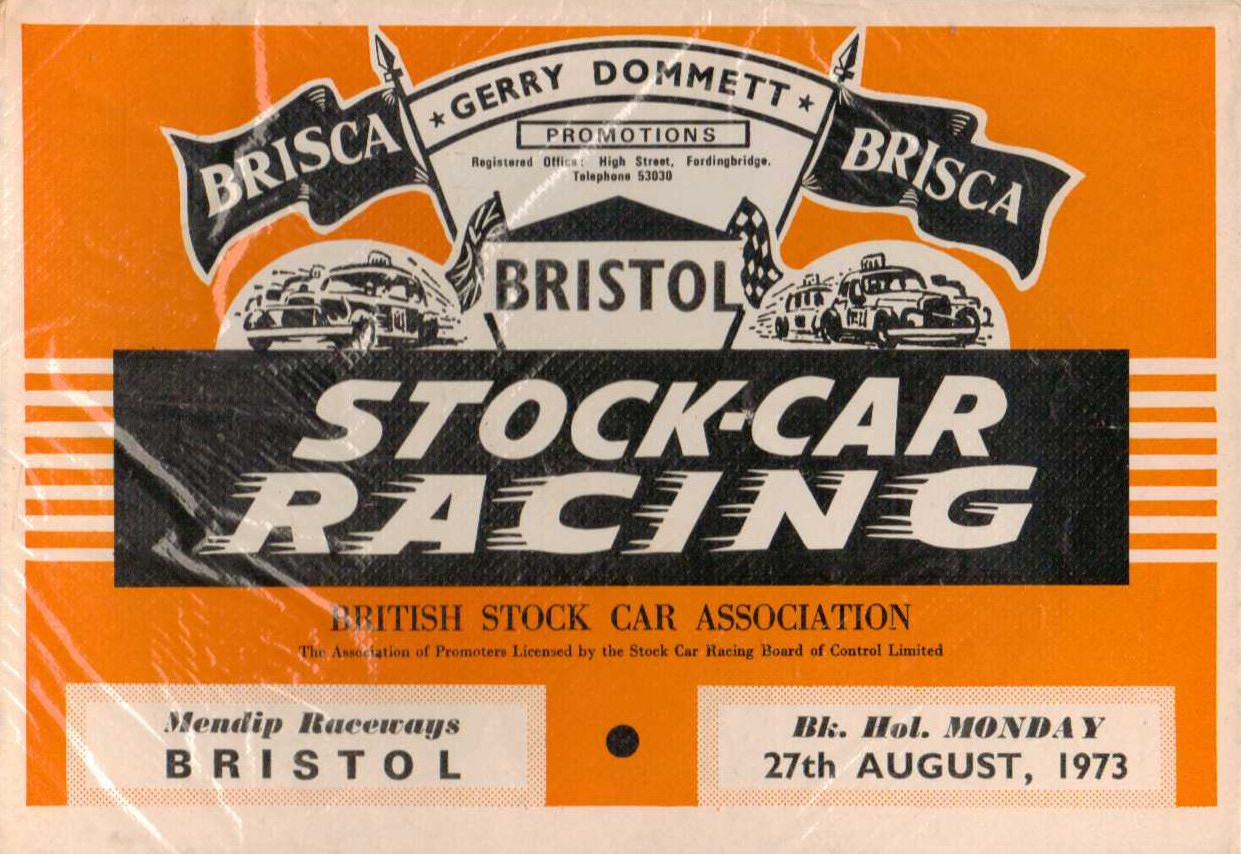 GERRY DOMMETT
PROMOTIONS
Registered Office: High Street, Fordingbridge.
Telephone 53030
BRISCA
BRISCA
BRISTOL
STOCK-CAR
RACING
BRITISH STOCK CAR ASSOCIATION
The Association of Promoters Licensed by the Stock Car Racing Board of Control Limited
Mendip Raceways
BRISTOL
Bk. Hol. MONDAY
27th AUGUST, 1973